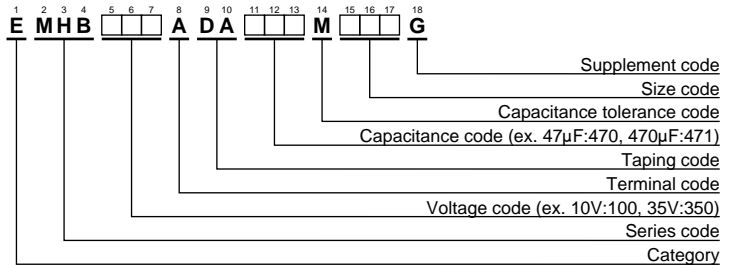 1 2 3 4 5 6 7 8 9 10 11 12 13 14 15 16 17 18
E MHB A DA M G
Supplement code
Size code
Capacitance tolerance code
Capacitance code (ex. 47μF:470, 470μF:471)
Taping code
Terminal code
Voltage code (ex. 10V:100, 35V:350)
Series code
Category